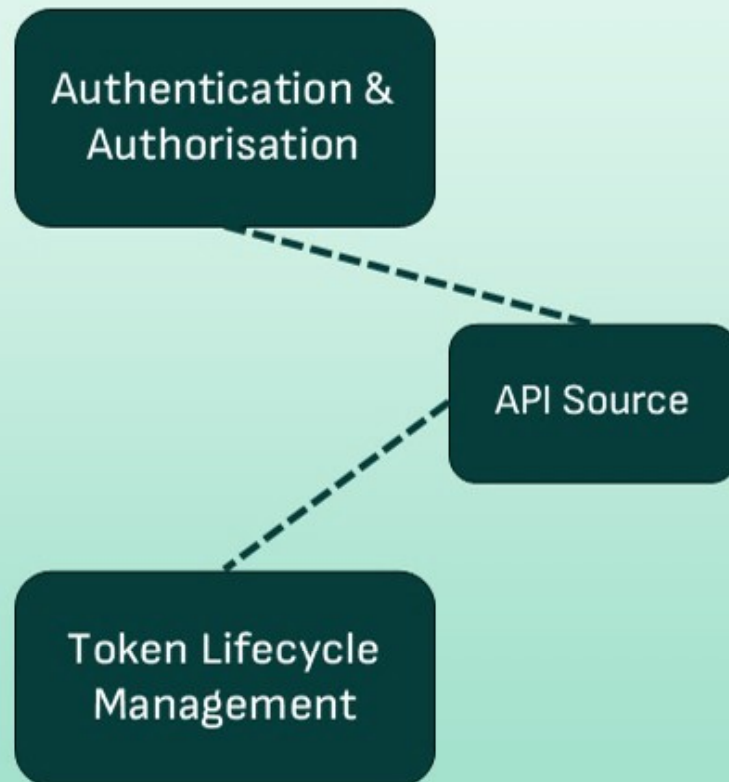 Authentication &
Authorisation
API Source
Token Lifecycle
Management